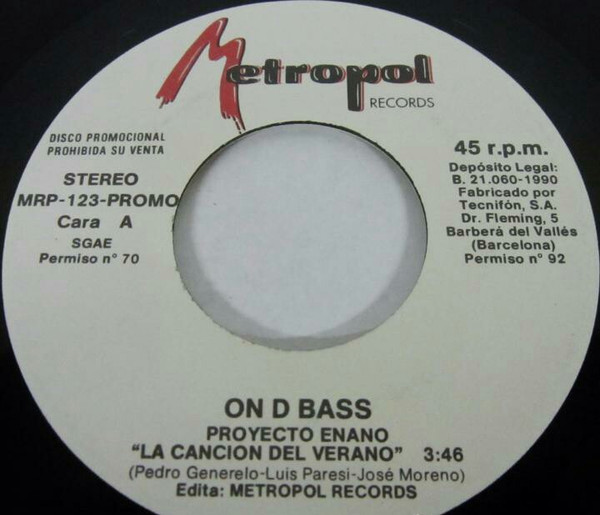 Metropol
RECORDS
DISCO PROMOCIONAL
PROHIBIDA SU VENTA
STEREO
MRP-123-PROMO
Cara A
SGAE
Permiso n° 70
45 r.p.m.
Depósito Legal:
B. 21.060-1990
Fabricado por
Tecnifón, S.A.
Dr. Fleming, 5
Barberá del Vallés
(Barcelona)
Permiso n° 92
ON D BASS
PROYECTO ENANO
"LA CANCION DEL VERANO" 3:46
(Pedro Generelo-Luis Paresi-José Moreno)
Edita: METROPOL RECORDS